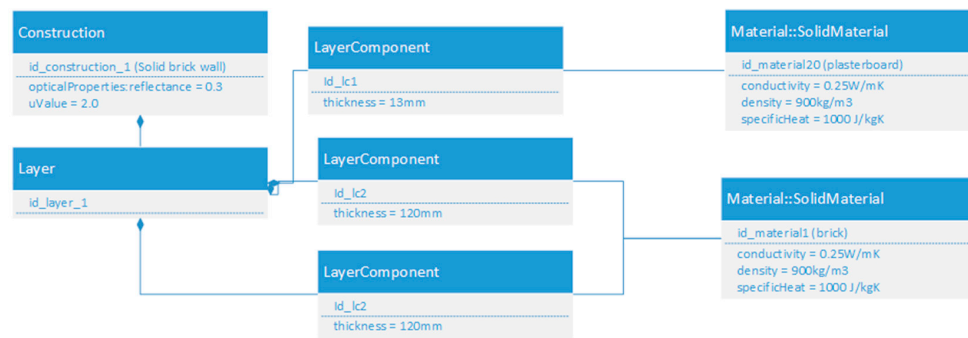 Construction
id_construction_1 (Solid brick wall)
opticalProperties:reflectance = 0.3
uValue = 2.0
Layer
id_layer_1
LayerComponent
Id_lc1
thickness = 13mm
LayerComponent
Id_lc2
thickness = 120mm
LayerComponent
Id_lc2
thickness = 120mm
Material::SolidMaterial
id_material20 (plasterboard)
conductivity = 0.25W/mK
density = 900kg/m3
specificHeat = 1000 J/kgK
Material::SolidMaterial
id_material1 (brick)
conductivity = 0.25W/mK
density = 900kg/m3
specificHeat = 1000 J/kgK